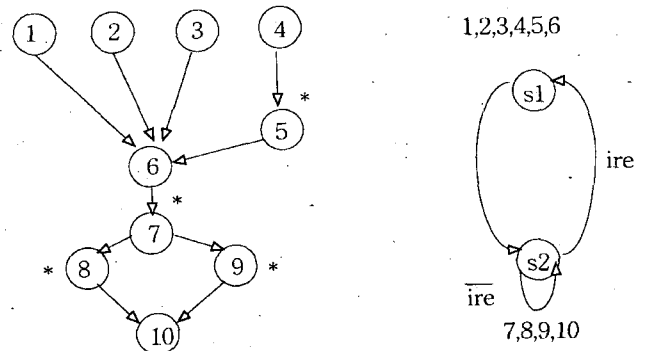 1 2 3 4
1,2,3,4,5,6
s1
5 *
6
ire
*
7
* 8 9 *
s2
ire
7,8,9,10
10